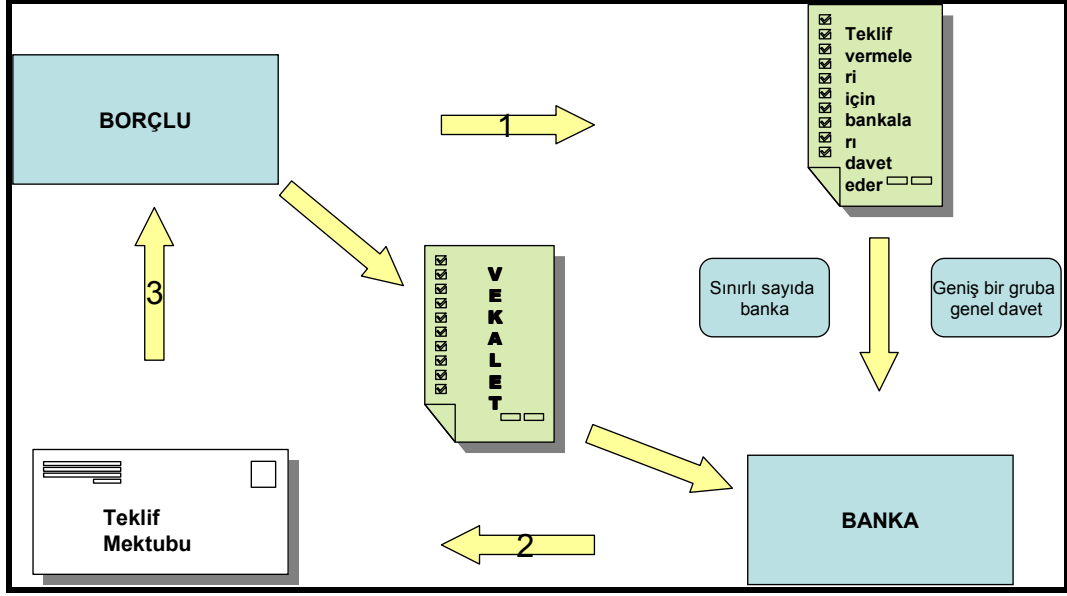 BORÇLU
1
Teklif
vermele
ri
için
bankala
rı
davet
eder
3
V
E
K
A
L
E
T
Sınırlı sayıda
banka
Geniş bir gruba
genel davet
Teklif
Mektubu
2
BANKA